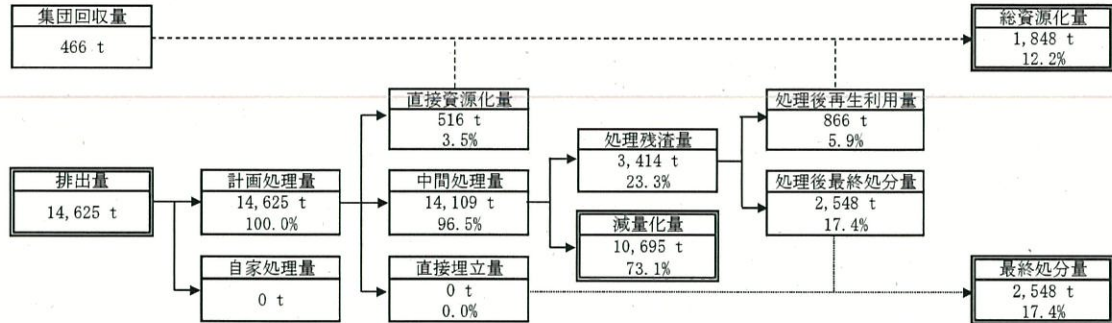 集団回収量
466 t
総資源化量
1,848 t
12.2%
直接資源化量
516 t
3.5%
処理後再生利用量
866 t
5.9%
処理残渣量
3,414 t
23.3%
排出量
14,625 t
計画処理量
14,625 t
100.0%
中間処理量
14,109 t
96.5%
処理後最終処分量
2,548 t
17.4%
減量化量
10,695 t
73.1%
自家処理量
0 t
直接埋立量
0 t
0.0%
最終処分量
2,548 t
17.4%